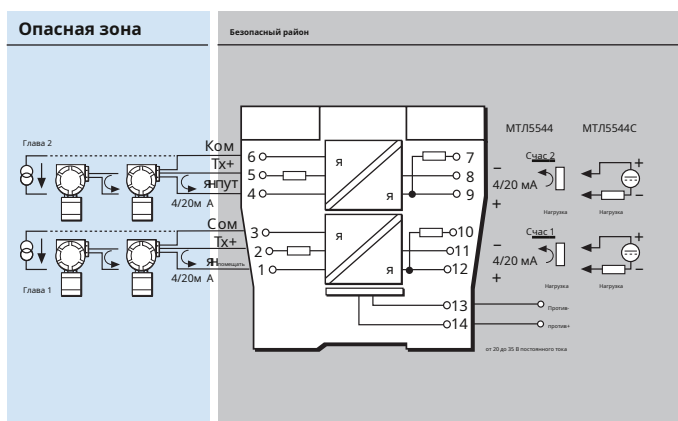 Опасная зона
Безопасный район
МТЛ5544 МТЛ5544С
Глава 2
Ком
Тх+
янпут
4/20м А
6
5
4
я
я
7
8
9
−
4/20 мА
+
Счас 2
Нагрузка
+
−
Нагрузка
Сом
Тх+
янпомещать
4/20м А
Глава 1
3
2
1
я
я
10
11
12
−
4/20 мА
+
Счас 1
Нагрузка
+
−
Нагрузка
13
Против-
14
против+
от 20 до 35 В постоянного тока